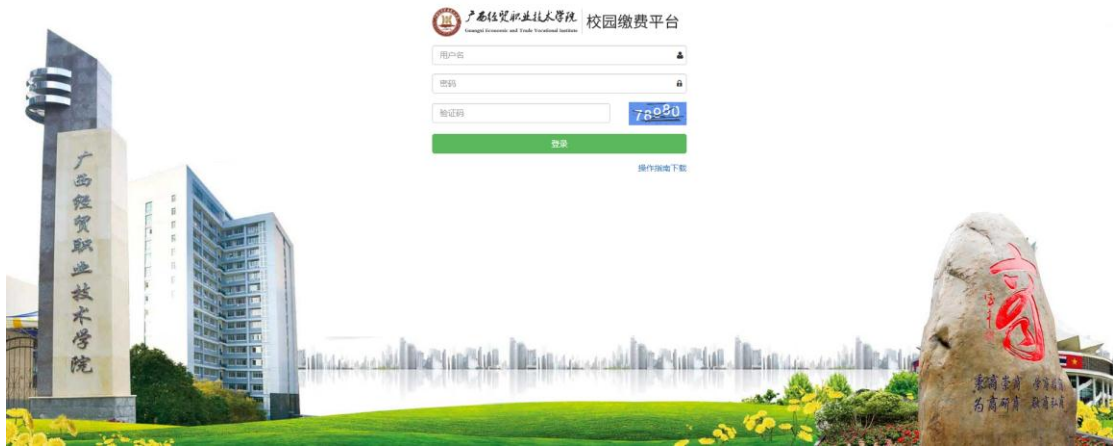 广西经贸职业技术学院
Guangxi Economic and Trade Vocational Institute
校园缴费平台
用户名
密码
验证码
78980
登录
操作指南下载
广西经贸职业技术学院
商